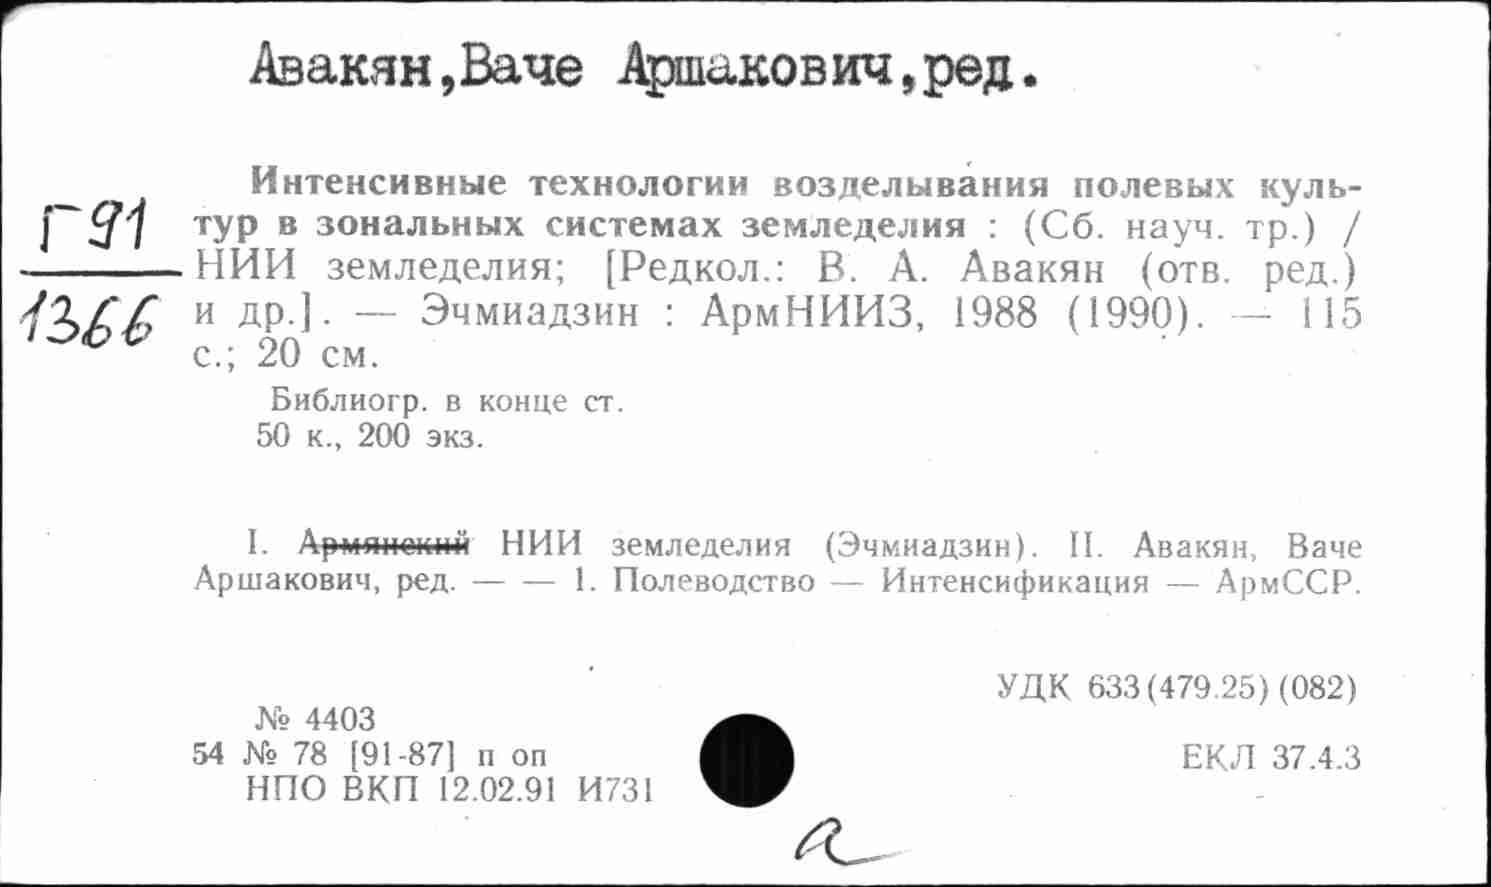 Авакян,Ваче Аршакович,ред.
Интенсивные технологии возделывания полевых куль-
тур в зональных системах земледелия : (Сб. науч. тр.) /
НИИ земледелия; [Редкол.: В. А. Авакян (отв. ред.)
и др.]. — Эчмиадзин : АрмНИИЗ, 1988 (1990). — 115
с.; 20 см.
Г91
1366
Библиогр. в конце ст.
50 к., 200 экз.
I. Армянский НИИ земледелия (Эчмиадзин). II. Авакян, Ваче
Аршакович, ред. — — 1. Полеводство — Интенсификация — АрмССР.
УДК 633(479.25)(082)
№ 4403
54 № 78 [91-87] п оп
ЕКЛ 37.4.3
НПО ВКП 12.02.91 И731
а